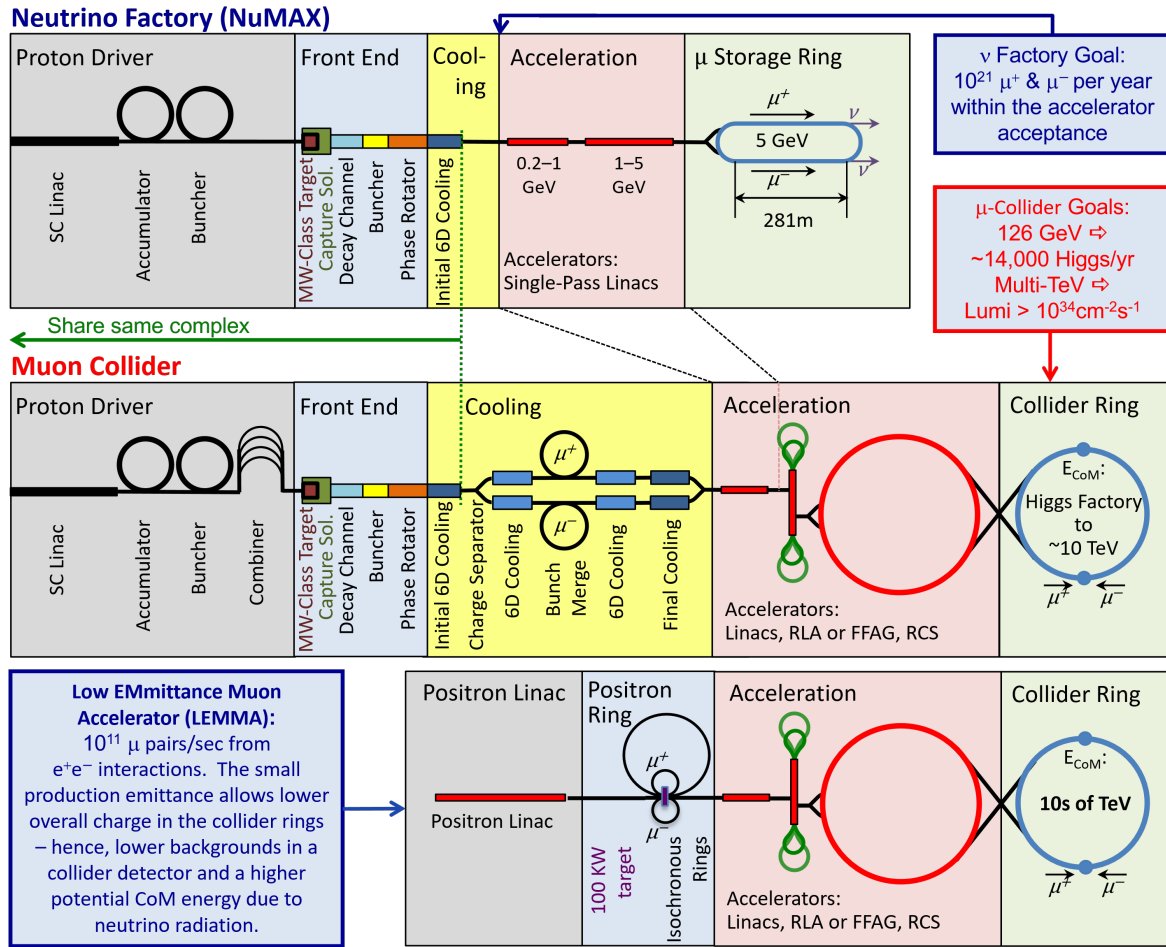 Neutrino Factory (NuMAX)
Proton Driver
Front End
Cool-
ing
Acceleration
μ Storage Ring
SC Linac
Accumulator
Buncher
MW-Class Target
Capture Sol.
Decay Channel
Buncher
Phase Rotator
Initial 6D Cooling
0.2–1
GeV
1–5
GeV
Accelerators:
Single-Pass Linacs
μ⁺
5 GeV
μ⁻
ν
ν
281m
ν Factory Goal:
10²¹ μ⁺ & μ⁻ per year
within the accelerator
acceptance
μ-Collider Goals:
126 GeV ⇨
~14,000 Higgs/yr
Multi-TeV ⇨
Lumi > 10³⁴cm⁻²s⁻¹
Share same complex
Muon Collider
Proton Driver
Front End
Cooling
Acceleration
Collider Ring
SC Linac
Accumulator
Buncher
Combiner
MW-Class Target
Capture Sol.
Decay Channel
Buncher
Phase Rotator
Initial 6D Cooling
Charge Separator
6D Cooling
μ⁺
μ⁻
Bunch
Merge
6D Cooling
Final Cooling
Accelerators:
Linacs, RLA or FFAG, RCS
E_CoM:
Higgs Factory
to
~10 TeV
μ⁺
μ⁻
Low EMmittance Muon
Accelerator (LEMMA):
10¹¹ μ pairs/sec from
e⁺e⁻ interactions. The small
production emittance allows lower
overall charge in the collider rings
– hence, lower backgrounds in a
collider detector and a higher
potential CoM energy due to
neutrino radiation.
Positron Linac
Positron
Ring
Acceleration
Collider Ring
Positron Linac
μ⁺
μ⁻
100 KW
target
Isochronous
Rings
Accelerators:
Linacs, RLA or FFAG, RCS
E_CoM:
10s of TeV
μ⁺
μ⁻